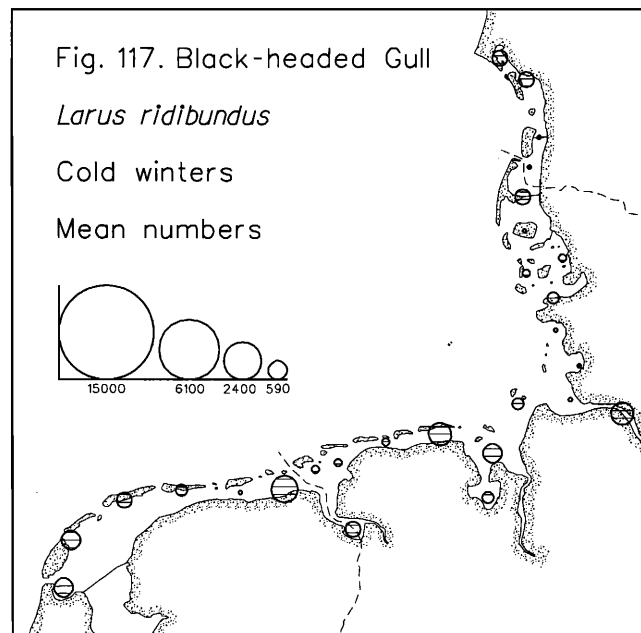 Fig. 117. Black-headed Gull
Larus ridibundus
Cold winters
Mean numbers
15000 6100 2400 590